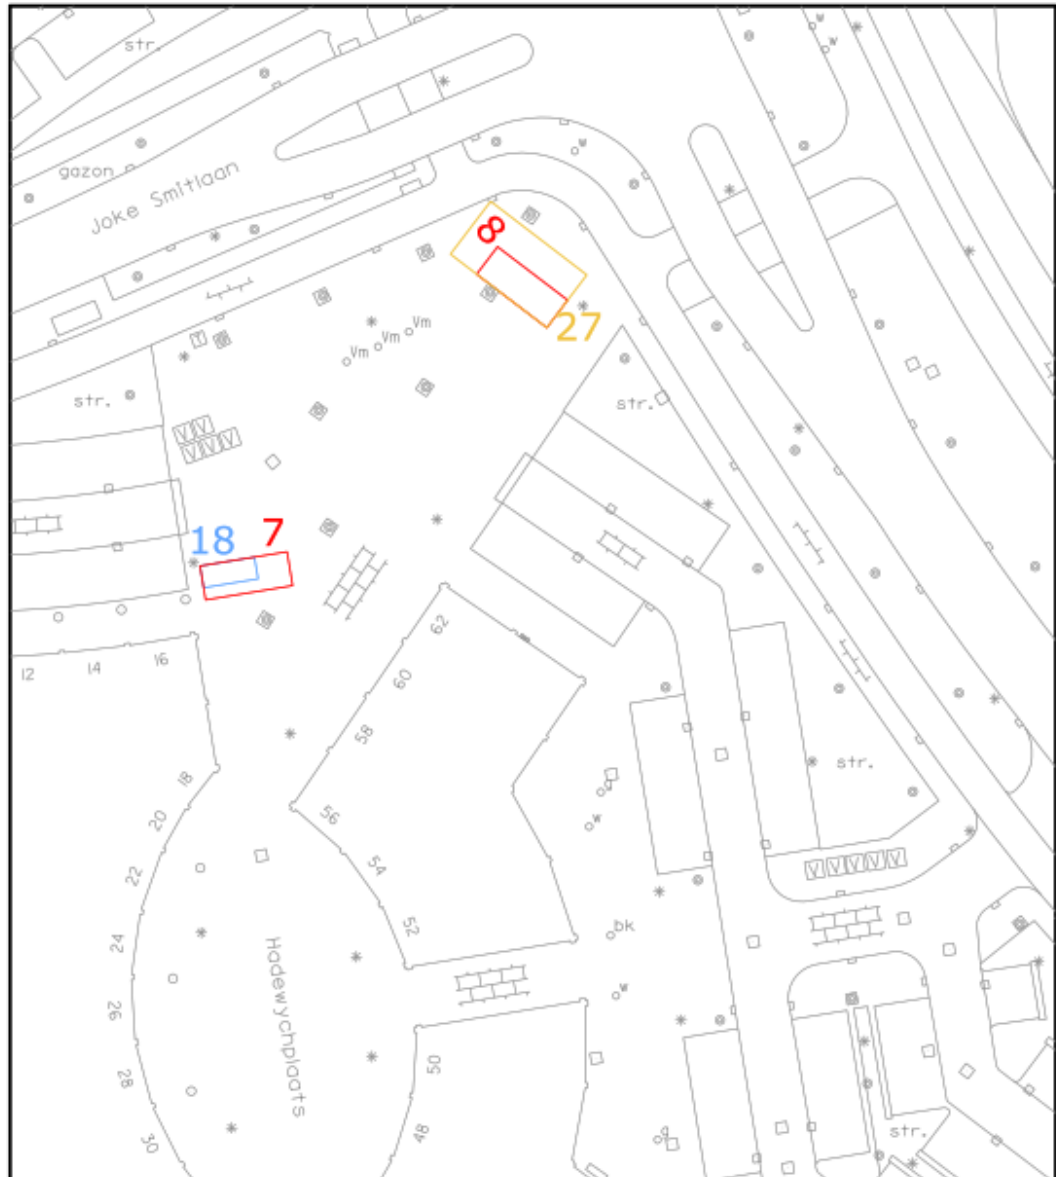 str.
w
w
gazon
Joke Smitlaan
w
8
27
Vm
Vm
Vm
T
str.
str.
V V
V V V
18
7
62
12
14
16
60
58
18
56
str.
20
g
w
54
22
V V V V V
52
bk
24
Hadewychplaats
w
26
50
28
48
g
30
str.